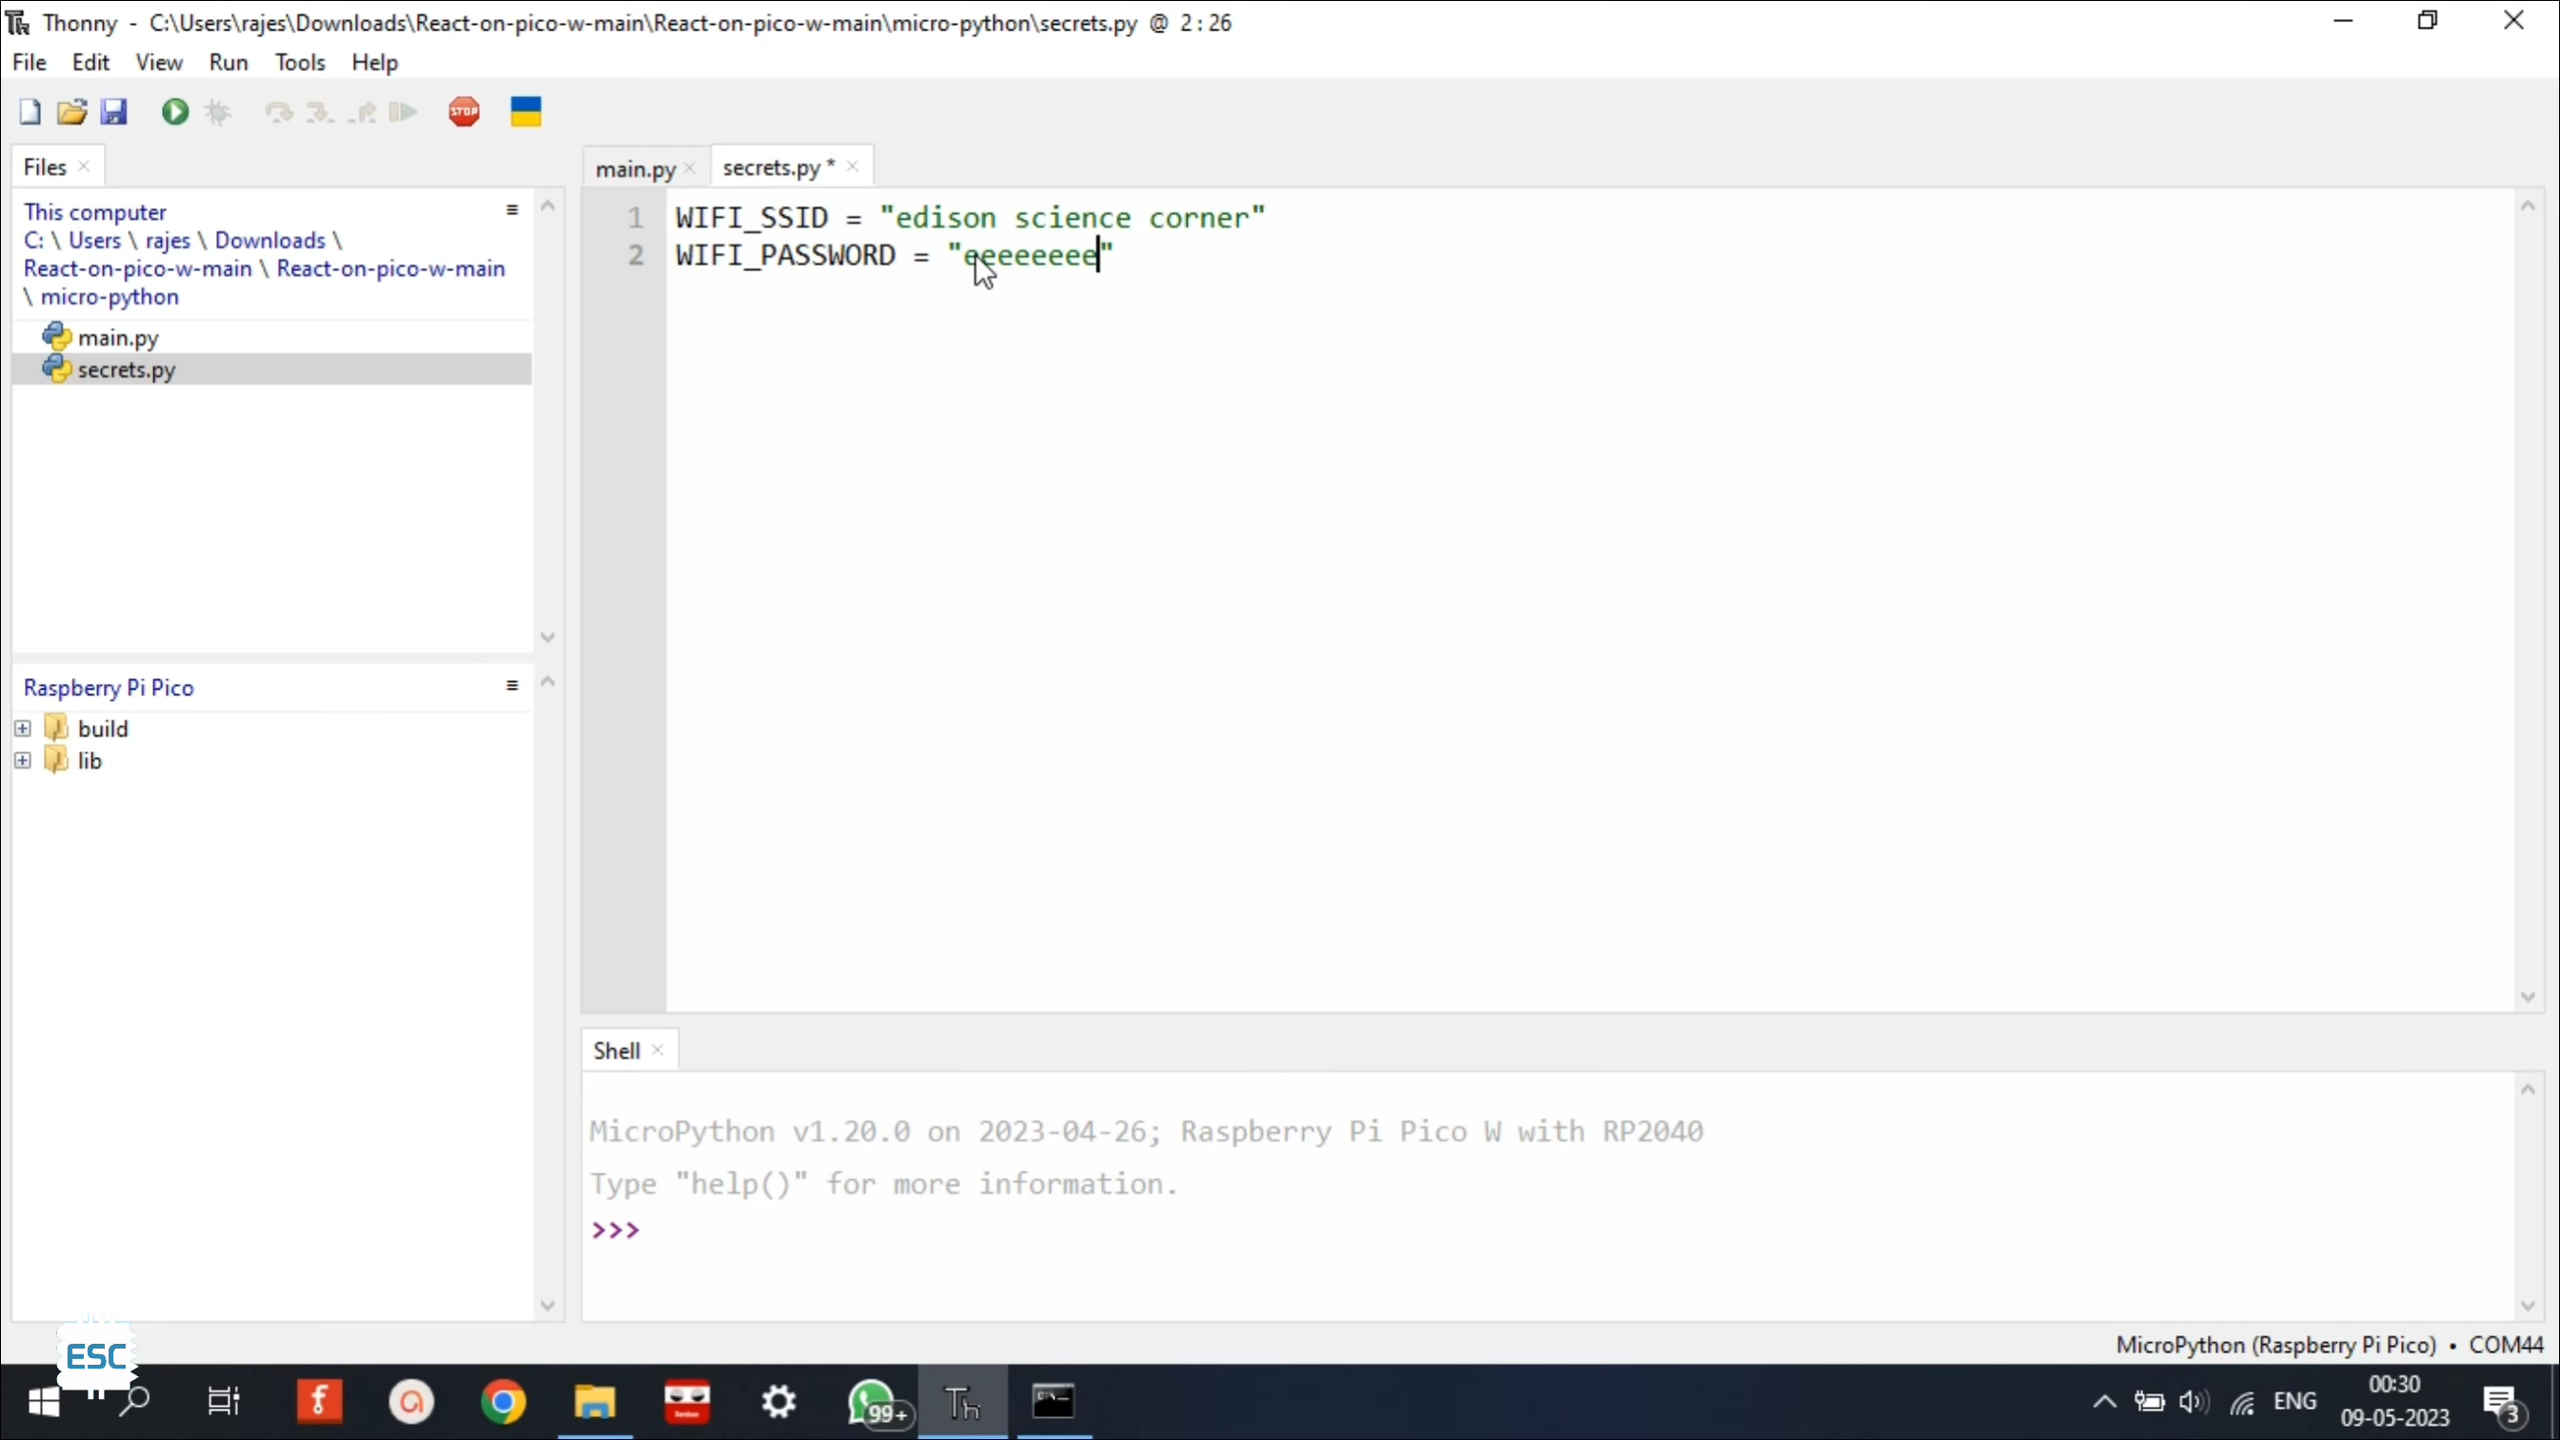 Thonny - C:\Users\rajes\Downloads\React-on-pico-w-main\React-on-pico-w-main\micro-python\secrets.py @ 2:26
File Edit View Run Tools Help
STOP
Files
This computer
C: \ Users \ rajes \ Downloads \
React-on-pico-w-main \ React-on-pico-w-main
\ micro-python
main.py
secrets.py
Raspberry Pi Pico
build
lib
main.py secrets.py *
1 WIFI_SSID = "edison science corner"
2 WIFI_PASSWORD = "eeeeeeee"
Shell
MicroPython v1.20.0 on 2023-04-26; Raspberry Pi Pico W with RP2040
Type "help()" for more information.
>>>
MicroPython (Raspberry Pi Pico) • COM44
ESC
99+
Th
ENG
00:30
09-05-2023
3